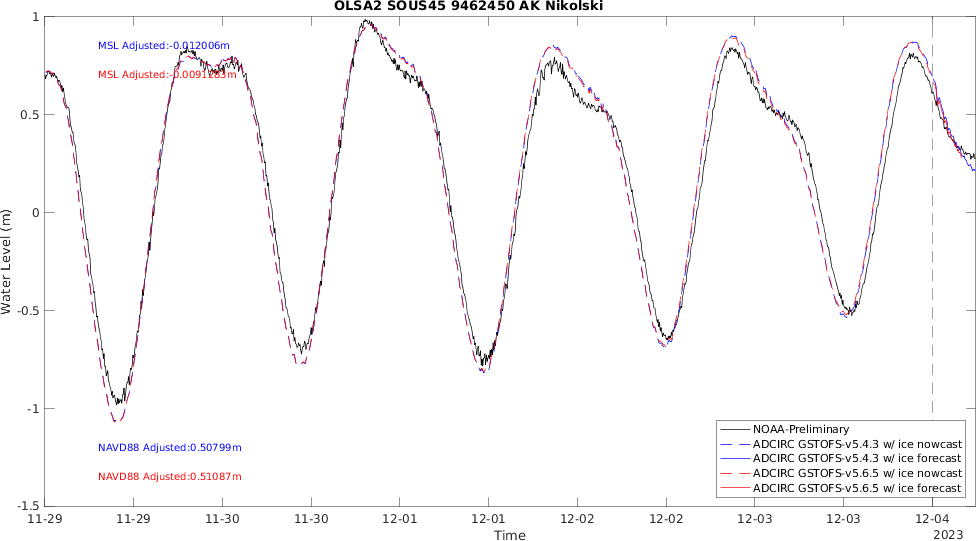 OLSA2 SOUS45 9462450 AK Nikolski
MSL Adjusted:-0.012006m
MSL Adjusted:-0.0091283m
NAVD88 Adjusted:0.50799m
NAVD88 Adjusted:0.51087m
Water Level (m)
1
0.5
0
-0.5
-1
-1.5
NOAA-Preliminary
ADCIRC GSTOFS-v5.4.3 w/ ice nowcast
ADCIRC GSTOFS-v5.4.3 w/ ice forecast
ADCIRC GSTOFS-v5.6.5 w/ ice nowcast
ADCIRC GSTOFS-v5.6.5 w/ ice forecast
11-29 11-29 11-30 11-30 12-01 12-01 12-02 12-02 12-03 12-03 12-04
Time
2023